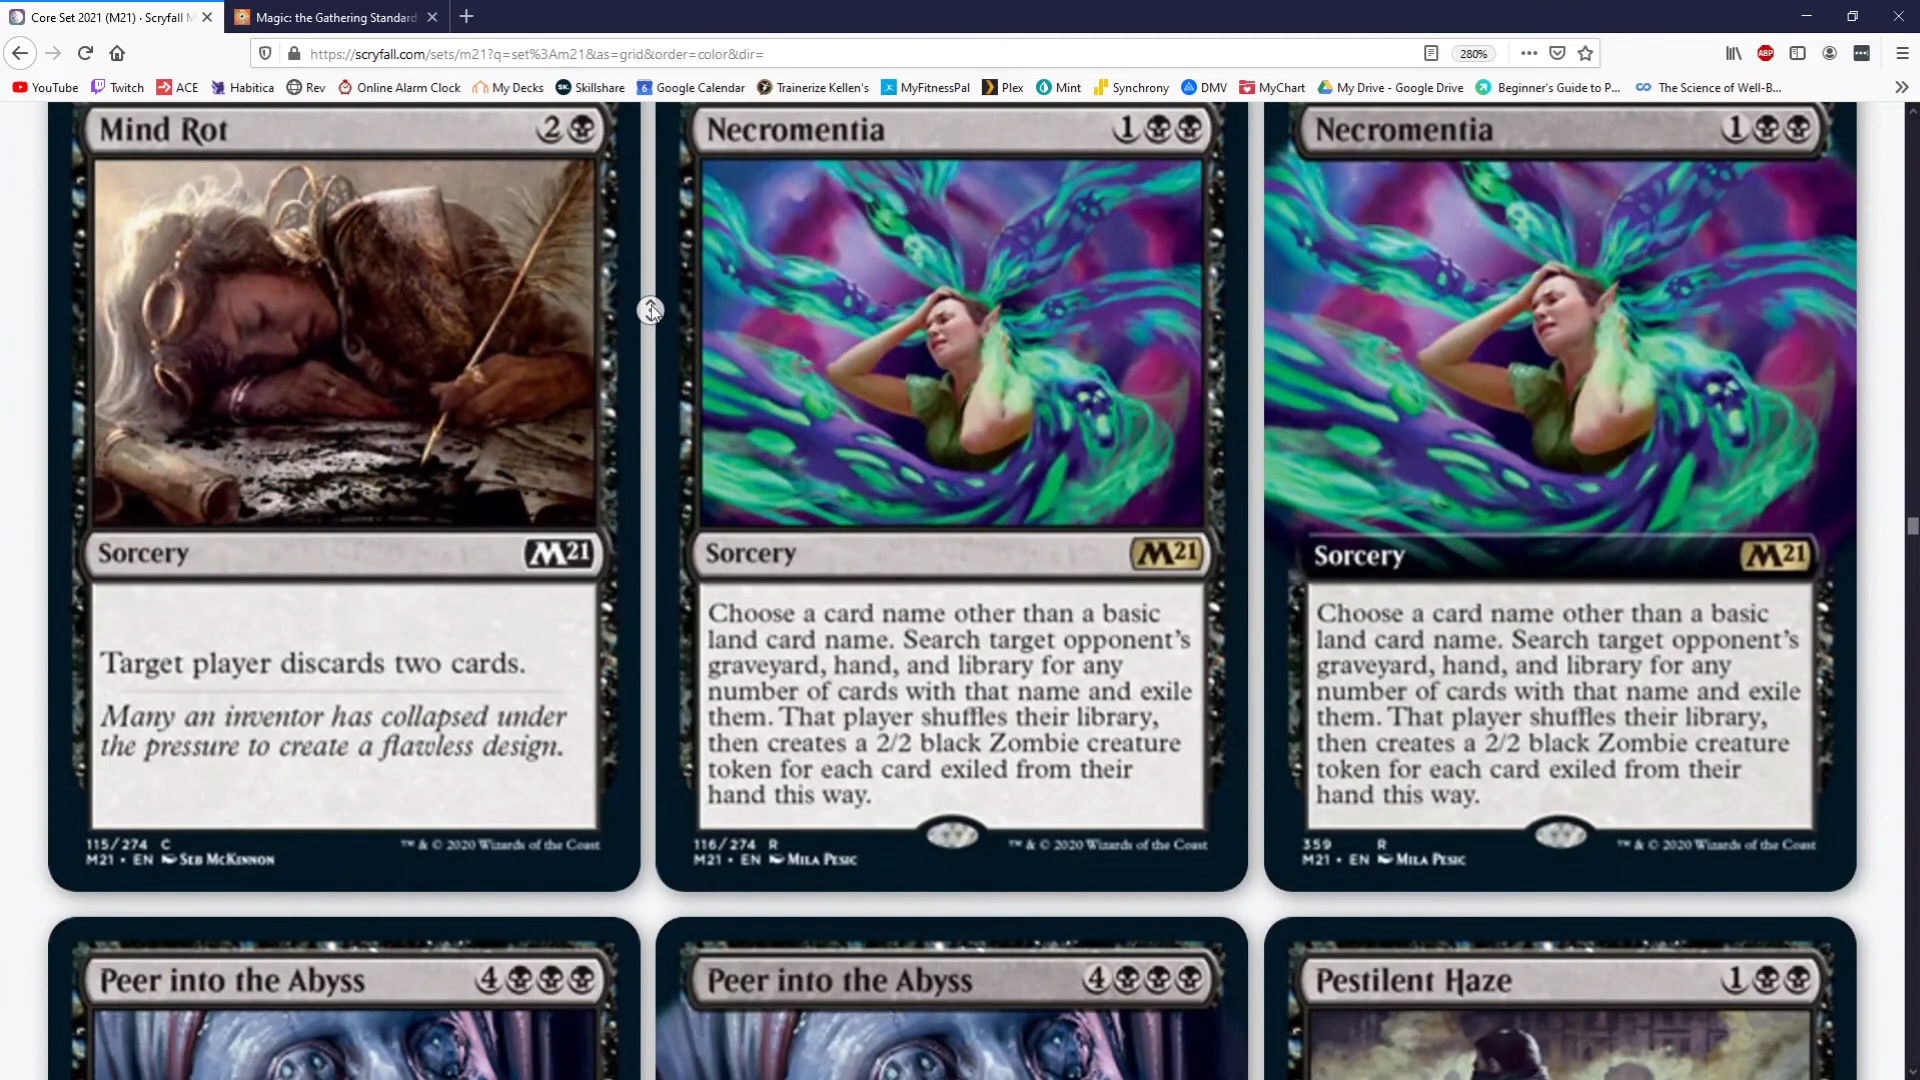 Core Set 2021 (M21) · Scryfall M
Magic: the Gathering Standard
https://scryfall.com/sets/m21?q=set%3Am21&as=grid&order=color&dir=
280%
YouTube
Twitch
ACE
Habitica
Rev
Online Alarm Clock
My Decks
Skillshare
Google Calendar
Trainerize Kellen's
MyFitnessPal
Plex
Mint
Synchrony
DMV
MyChart
My Drive - Google Drive
Beginner's Guide to P...
The Science of Well-B...
Mind Rot 2
Sorcery M21
Target player discards two cards.
Many an inventor has collapsed under
the pressure to create a flawless design.
115/274 C
M21 • EN Seb McKinnon
™ & © 2020 Wizards of the Coast
Necromentia 1
Sorcery M21
Choose a card name other than a basic
land card name. Search target opponent's
graveyard, hand, and library for any
number of cards with that name and exile
them. That player shuffles their library,
then creates a 2/2 black Zombie creature
token for each card exiled from their
hand this way.
116/274 R
M21 • EN Mila Pesic
™ & © 2020 Wizards of the Coast
Necromentia 1
Sorcery M21
Choose a card name other than a basic
land card name. Search target opponent's
graveyard, hand, and library for any
number of cards with that name and exile
them. That player shuffles their library,
then creates a 2/2 black Zombie creature
token for each card exiled from their
hand this way.
359 R
M21 • EN Mila Pesic
™ & © 2020 Wizards of the Coast
Peer into the Abyss 4
Peer into the Abyss 4
Pestilent Haze 1